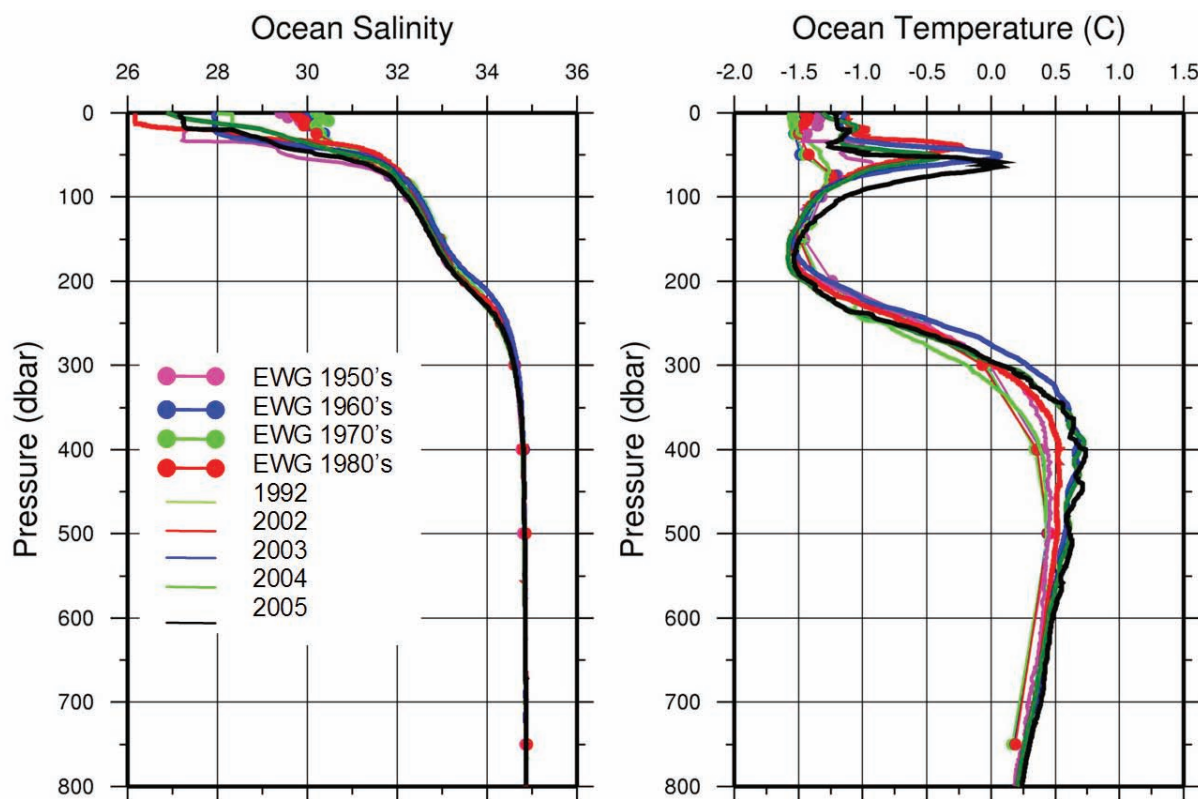 Ocean Salinity
26 28 30 32 34 36
0
100
200
300
400
500
600
700
800
Pressure (dbar)
EWG 1950's
EWG 1960's
EWG 1970's
EWG 1980's
1992
2002
2003
2004
2005
Ocean Temperature (C)
-2.0 -1.5 -1.0 -0.5 0.0 0.5 1.0 1.5
0
100
200
300
400
500
600
700
800
Pressure (dbar)